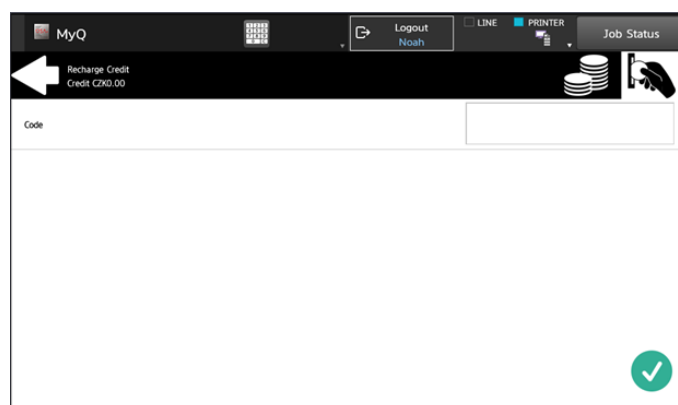 MyQ
Logout
Noah
LINE
PRINTER
Job Status
Recharge Credit
Credit CZK0.00
Code